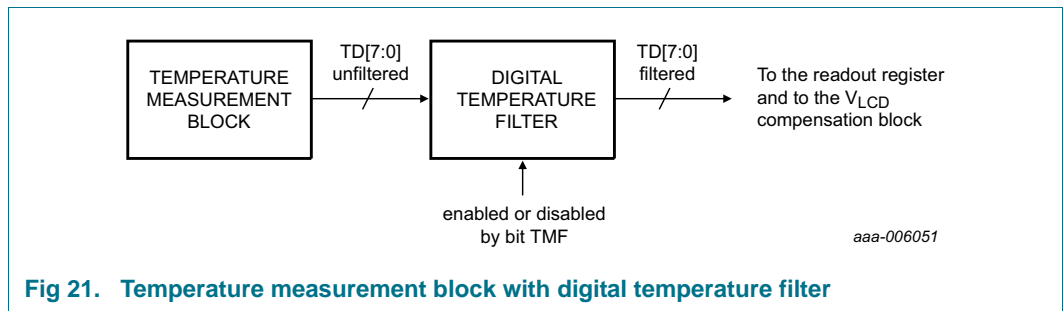 TEMPERATURE
MEASUREMENT
BLOCK
TD[7:0]
unfiltered
DIGITAL
TEMPERATURE
FILTER
TD[7:0]
filtered
To the readout register
and to the VLCD
compensation block
enabled or disabled
by bit TMF
aaa-006051
Fig 21. Temperature measurement block with digital temperature filter